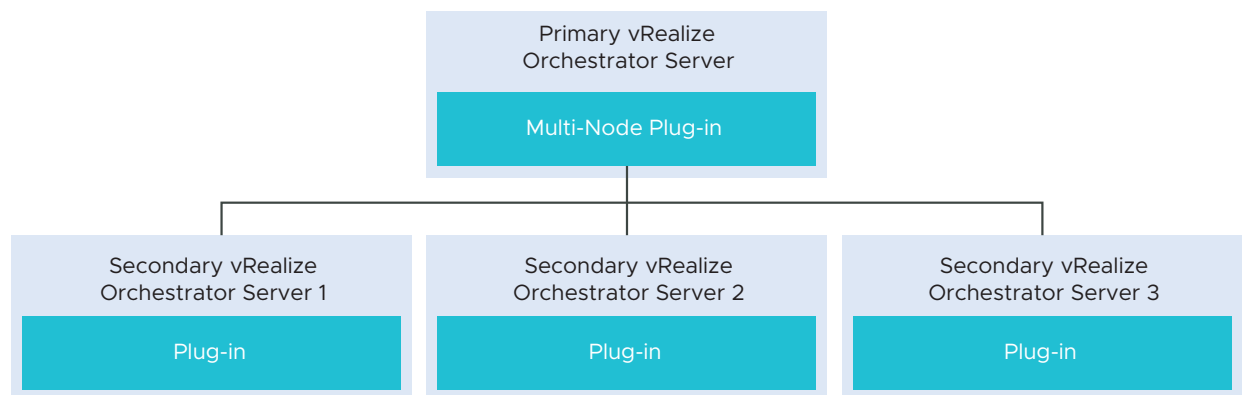 Primary vRealize
Orchestrator Server
Multi-Node Plug-in
Secondary vRealize
Orchestrator Server 1
Plug-in
Secondary vRealize
Orchestrator Server 2
Plug-in
Secondary vRealize
Orchestrator Server 3
Plug-in